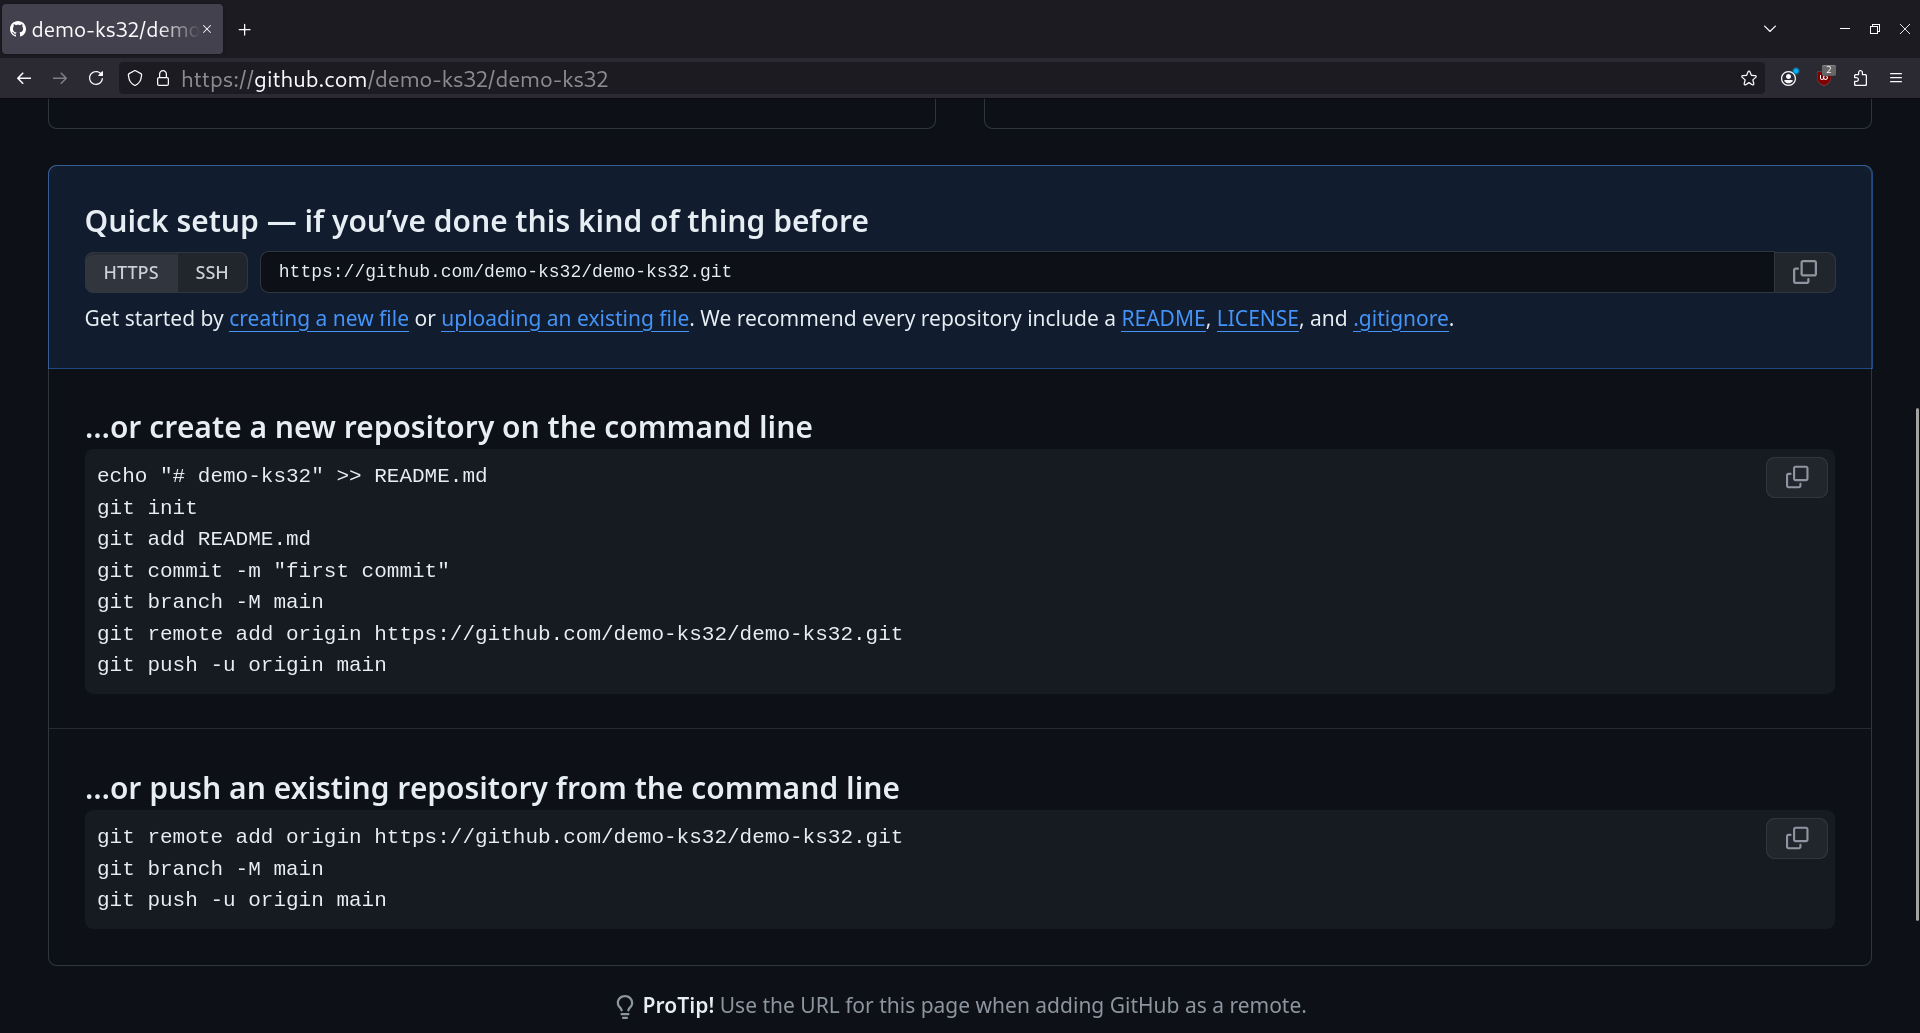 demo-ks32/demo
https://github.com/demo-ks32/demo-ks32
2
Quick setup — if you’ve done this kind of thing before
HTTPS SSH https://github.com/demo-ks32/demo-ks32.git
Get started by creating a new file or uploading an existing file. We recommend every repository include a README, LICENSE, and .gitignore.
…or create a new repository on the command line
echo "# demo-ks32" >> README.md
git init
git add README.md
git commit -m "first commit"
git branch -M main
git remote add origin https://github.com/demo-ks32/demo-ks32.git
git push -u origin main
…or push an existing repository from the command line
git remote add origin https://github.com/demo-ks32/demo-ks32.git
git branch -M main
git push -u origin main
ProTip! Use the URL for this page when adding GitHub as a remote.